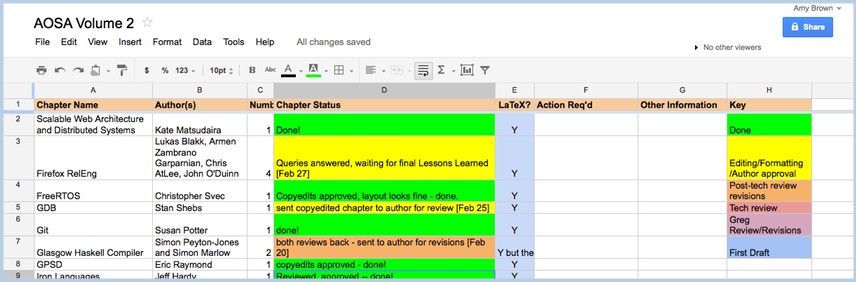 Amy Brown
AOSA Volume 2
Share
File Edit View Insert Format Data Tools Help All changes saved
No other viewers
$ % 123 10pt B Abc A A Σ
A B C D E F G H
1 Chapter Name Author(s) Numb Chapter Status LaTeX? Action Req'd Other Information Key
2 Scalable Web Architecture
and Distributed Systems Kate Matsudaira 1 Done! Y Done
3 Lukas Blakk, Armen
Zambrano
Garparnian, Chris Queries answered, waiting for final Lessons Learned Editing/Formatting
Firefox RelEng AtLee, John O'Duinn 4 [Feb 27] Y /Author approval
4 Post-tech review
FreeRTOS Christopher Svec 1 Copyedits approved, layout looks fine - done. Y revisions
5 GDB Stan Shebs 1 sent copyedited chapter to author for review [Feb 25] Y Tech review
6 Greg
Git Susan Potter 1 done! Y Review/Revisions
7 Simon Peyton-Jones both reviews back - sent to author for revisions [Feb
Glasgow Haskell Compiler and Simon Marlow 2 20] Y but the First Draft
8 GPSD Eric Raymond 1 copyedits approved - done! Y
9 Iron Languages Jeff Hardy 1 Reviewed, approved -- done! Y